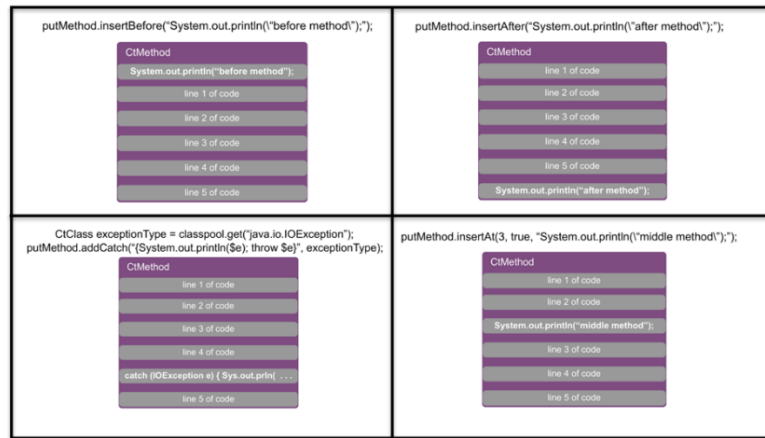 putMethod.insertBefore(“System.out.println(\“before method\”);”);
CtMethod
System.out.println(“before method”);
line 1 of code
line 2 of code
line 3 of code
line 4 of code
line 5 of code
putMethod.insertAfter(“System.out.println(\“after method\”);”);
CtMethod
line 1 of code
line 2 of code
line 3 of code
line 4 of code
line 5 of code
System.out.println(“after method”);
CtClass exceptionType = classpool.get(“java.io.IOException”);
putMethod.addCatch(“{System.out.println($e); throw $e}”, exceptionType);
CtMethod
line 1 of code
line 2 of code
line 3 of code
line 4 of code
catch (IOException e) { Sys.out.prln( . . .
line 5 of code
putMethod.insertAt(3, true, “System.out.println(\“middle method\”);”);
CtMethod
line 1 of code
line 2 of code
System.out.println(“middle method”);
line 3 of code
line 4 of code
line 5 of code